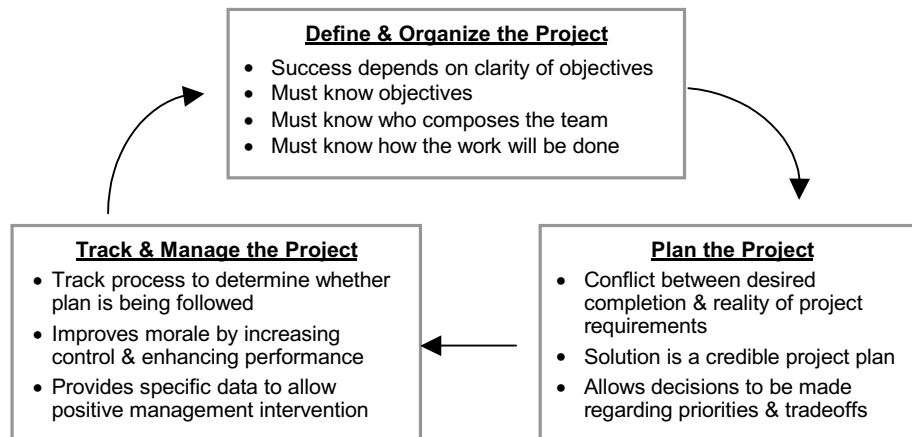 Define & Organize the Project
• Success depends on clarity of objectives
• Must know objectives
• Must know who composes the team
• Must know how the work will be done
Track & Manage the Project
• Track process to determine whether
plan is being followed
• Improves morale by increasing
control & enhancing performance
• Provides specific data to allow
positive management intervention
Plan the Project
• Conflict between desired
completion & reality of project
requirements
• Solution is a credible project plan
• Allows decisions to be made
regarding priorities & tradeoffs